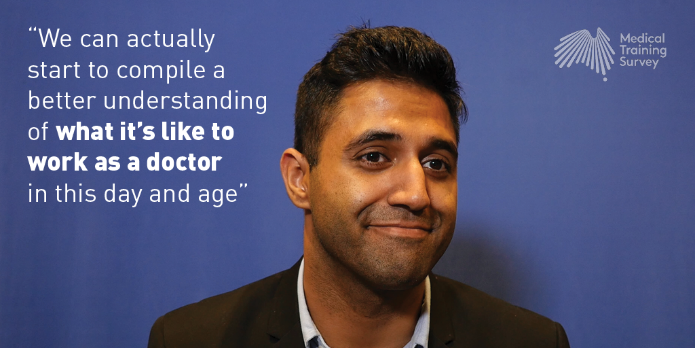 “We can actually
start to compile a
better understanding
of what it’s like to
work as a doctor
in this day and age”
Medical
Training
Survey